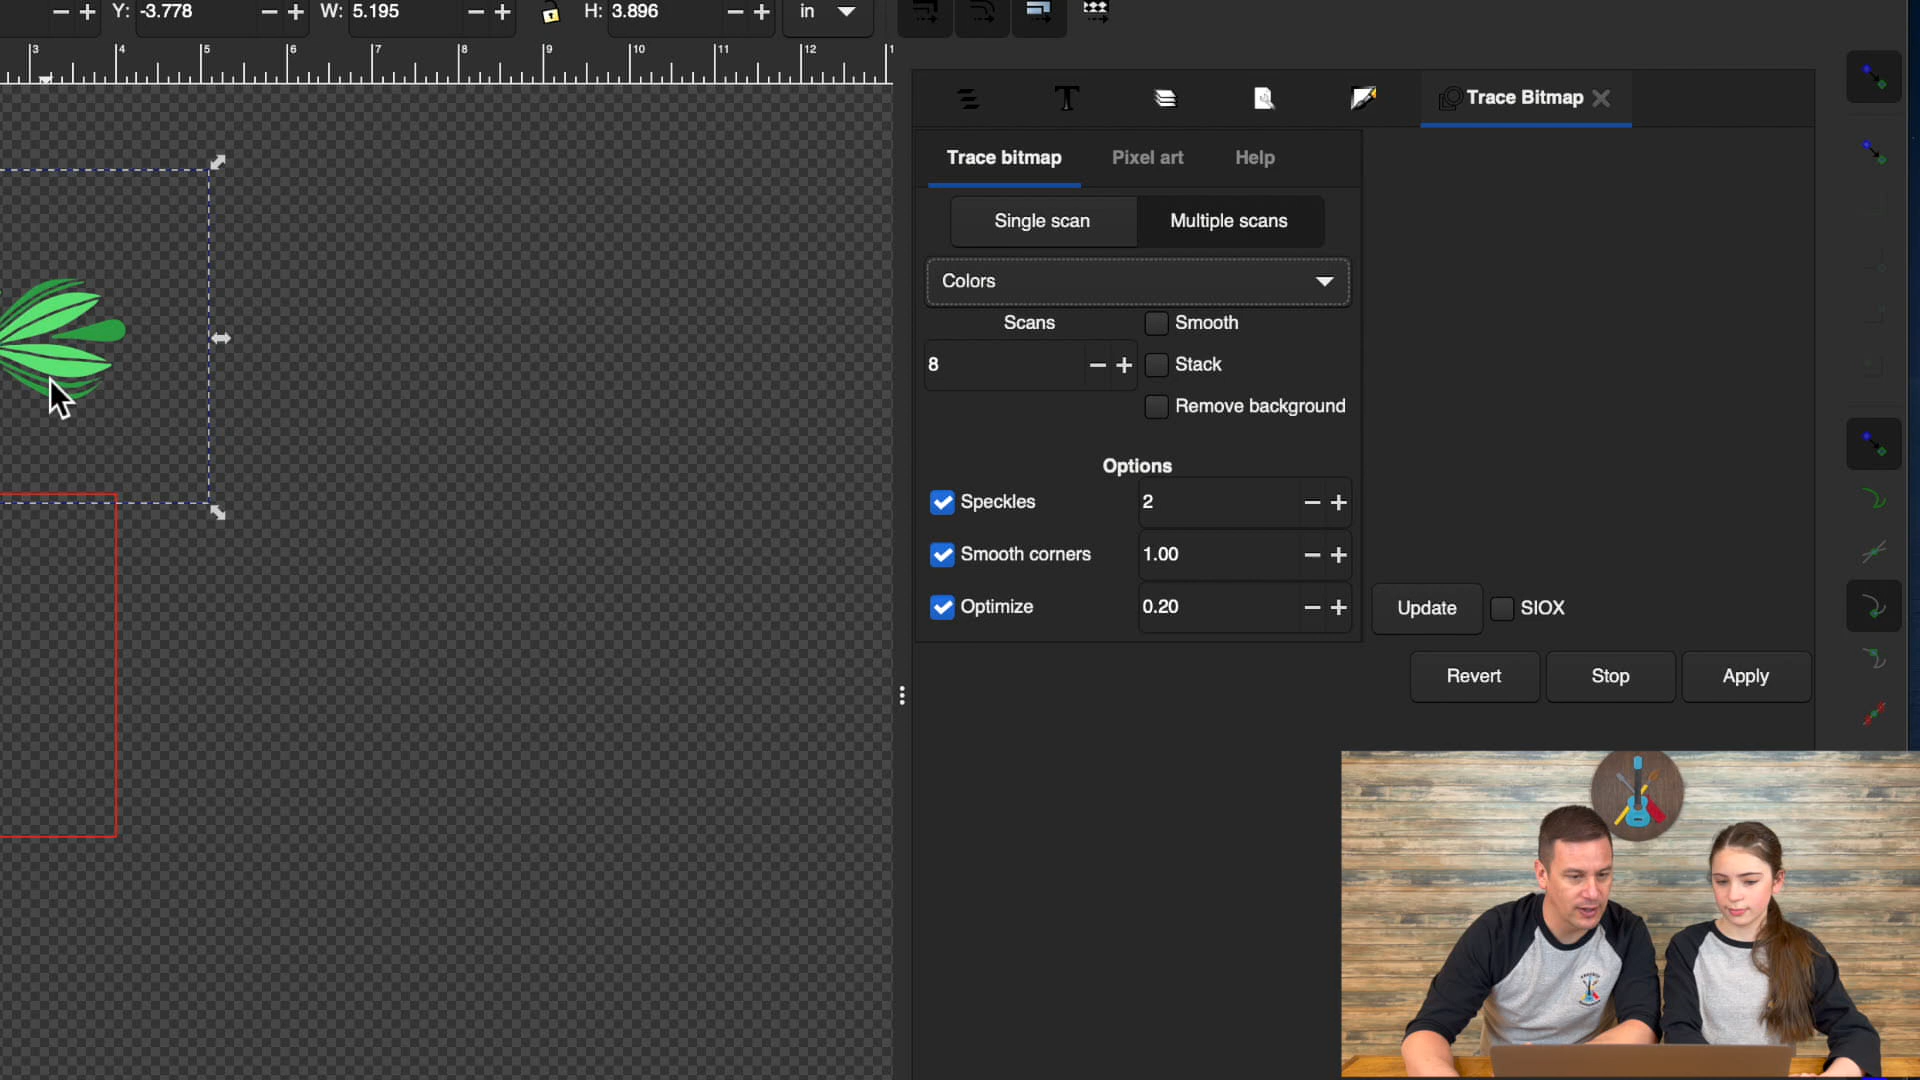 Y: -3.778 W: 5.195 H: 3.896 in
3 4 5 6 7 8 9 10 11 12 1
Trace Bitmap
Trace bitmap Pixel art Help
Single scan Multiple scans
Colors
Scans Smooth
8 Stack
Remove background
Options
Speckles 2
Smooth corners 1.00
Optimize 0.20 Update SIOX
Revert Stop Apply